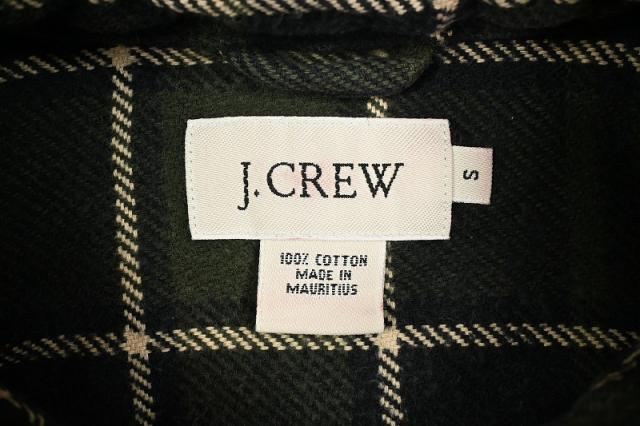 J.CREW
S
100% COTTON
MADE IN
MAURITIUS